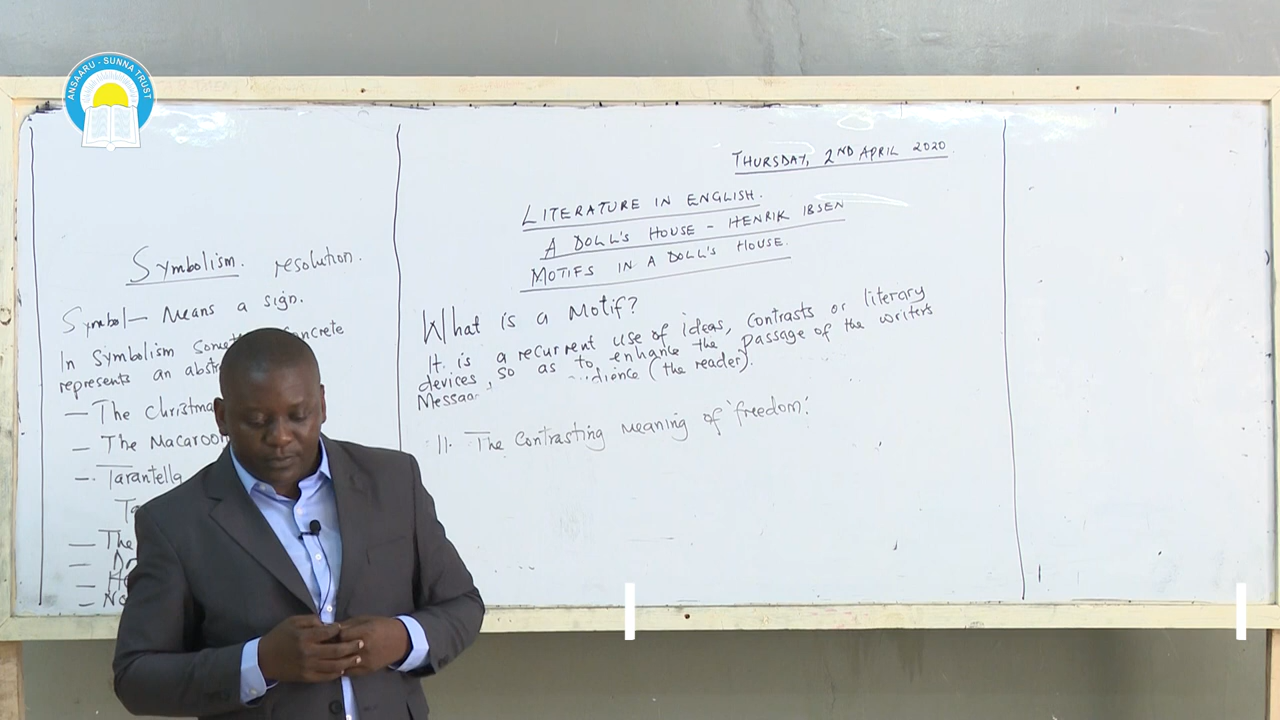 ANSAARU - SUNNA TRUST
Symbolism. resolution.
Symbol — Means a sign.
In Symbolism Concrete
represents an
— The
— The
— Tarantella
— The
THURSDAY, 2ND APRIL 2020
LITERATURE IN ENGLISH.
A DOLL'S HOUSE - HENRIK IBSEN
MOTIFS IN A DOLL'S HOUSE.
What is a Motif?
It is a recurrent use of ideas, contrasts or literary
devices, so as to enhance the passage of the writers
(the reader).
11. The Contrasting meaning of 'freedom'.